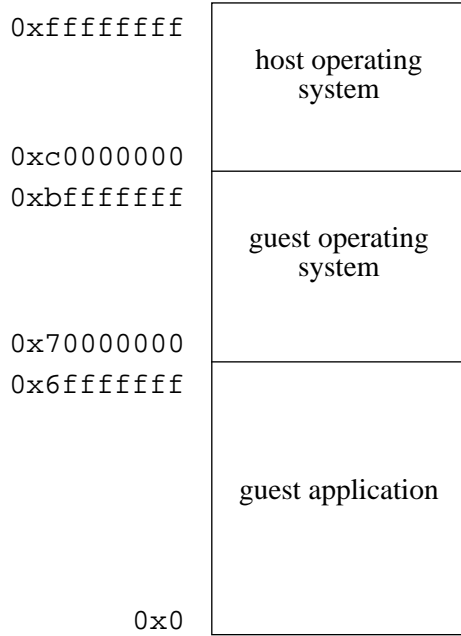 0xffffffff
host operating
system
0xc0000000
0xbfffffff
guest operating
system
0x70000000
0x6fffffff
guest application
0x0